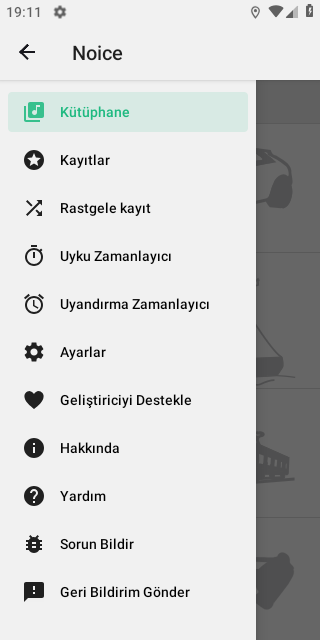 19:11
Noice
Kütüphane
Kayıtlar
Rastgele kayıt
Uyku Zamanlayıcı
Uyandırma Zamanlayıcı
Ayarlar
Geliştiriciyi Destekle
Hakkında
Yardım
Sorun Bildir
Geri Bildirim Gönder